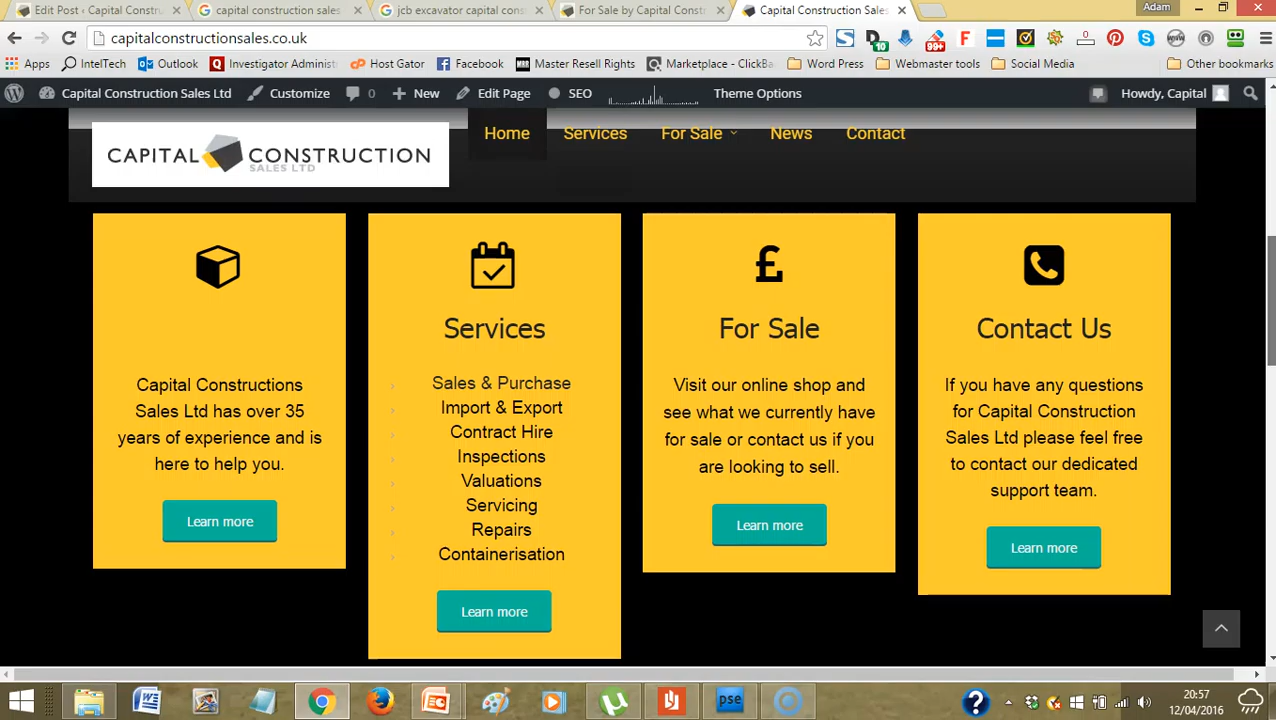 Edit Post ‹ Capital Constru
capital construction sales
jcb excavator capital cons
For Sale by Capital Constr
Capital Construction Sales
Adam
capitalconstructionsales.co.uk
10
99+
Apps
IntelTech
Outlook
Investigator Administra
Host Gator
Facebook
Master Resell Rights
Marketplace - ClickBa
Word Press
Webmaster tools
Social Media
Other bookmarks
Capital Construction Sales Ltd
Customize
0
New
Edit Page
SEO
Theme Options
Howdy, Capital
CAPITAL CONSTRUCTION
SALES LTD
Home
Services
For Sale
News
Contact
Capital Constructions
Sales Ltd has over 35
years of experience and is
here to help you.
Learn more
Services
Sales & Purchase
Import & Export
Contract Hire
Inspections
Valuations
Servicing
Repairs
Containerisation
Learn more
£
For Sale
Visit our online shop and
see what we currently have
for sale or contact us if you
are looking to sell.
Learn more
Contact Us
If you have any questions
for Capital Construction
Sales Ltd please feel free
to contact our dedicated
support team.
Learn more
pse
20:57
12/04/2016